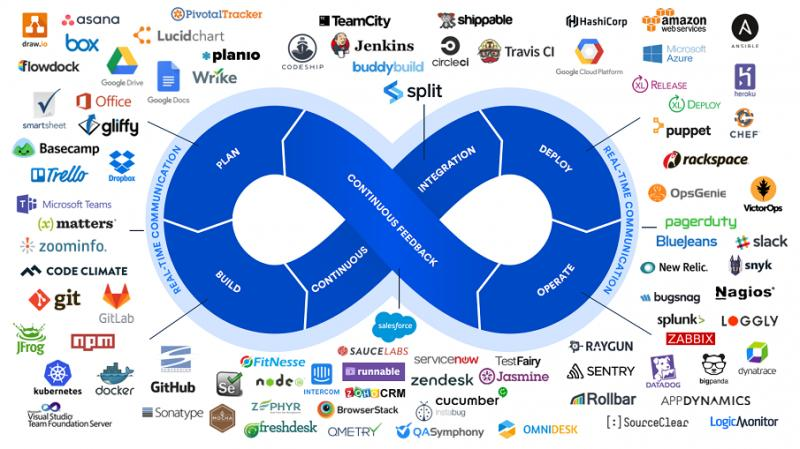 draw.io
asana
box
PivotalTracker
Lucidchart
flowdock
Google Drive
planio
Google Docs
Wrike
smartsheet
Office
gliffy
Basecamp
Trello
Dropbox
Microsoft Teams
(x) matters
zoominfo.
CODE CLIMATE
git
GitLab
JFrog
npm
kubernetes
docker
GitHub
Visual Studio
Team Foundation Server
Sonatype
TeamCity
shippable
CODESHIP
Jenkins
circleci
Travis CI
buddybuild
split
HashiCorp
amazon
webservices
ANSIBLE
Google Cloud Platform
Microsoft
Azure
XL RELEASE
heroku
XL DEPLOY
puppet
CHEF
rackspace
OpsGenie
VictorOps
pagerduty
BlueJeans
slack
New Relic.
snyk
bugsnag
Nagios
splunk>
LOGGLY
ZABBIX
RAYGUN
SENTRY
DATADOG
bigpanda
dynatrace
Rollbar
APPDYNAMICS
[:]SourceClear
LogicMonitor
REAL-TIME COMMUNICATION
PLAN
BUILD
CONTINUOUS
INTEGRATION
CONTINUOUS FEEDBACK
DEPLOY
OPERATE
REAL-TIME COMMUNICATION
salesforce
SAUCELABS
servicenow
TestFairy
FitNesse
Se
node
INTERCOM
runnable
zendesk
Jasmine
ZOHO CRM
cucumber
MOCHA
ZEPHYR
BrowserStack
instabug
freshdesk
QMETRY
QASymphony
OMNIDESK